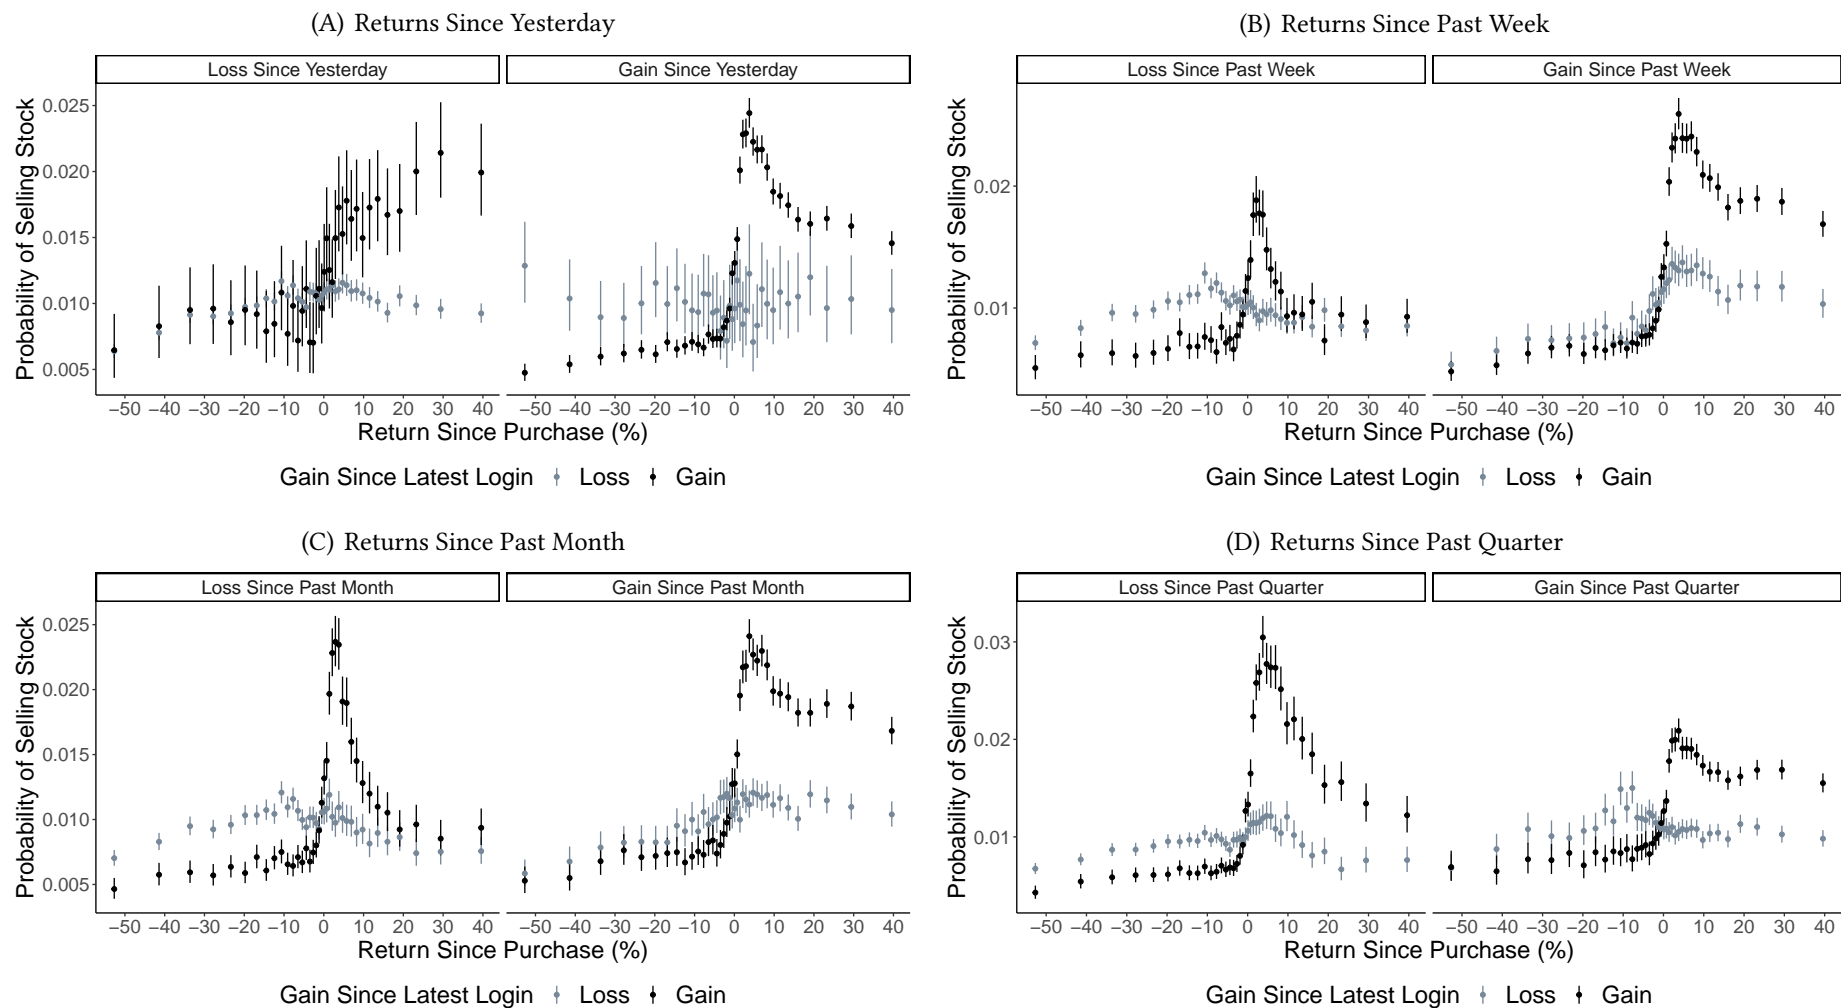 (A) Returns Since Yesterday
Loss Since Yesterday
Gain Since Yesterday
Probability of Selling Stock
0.025
0.020
0.015
0.010
0.005
−50 −40 −30 −20 −10 0 10 20 30 40
−50 −40 −30 −20 −10 0 10 20 30 40
Return Since Purchase (%)
Gain Since Latest Login Loss Gain
(B) Returns Since Past Week
Loss Since Past Week
Gain Since Past Week
Probability of Selling Stock
0.02
0.01
−50 −40 −30 −20 −10 0 10 20 30 40
−50 −40 −30 −20 −10 0 10 20 30 40
Return Since Purchase (%)
Gain Since Latest Login Loss Gain
(C) Returns Since Past Month
Loss Since Past Month
Gain Since Past Month
Probability of Selling Stock
0.025
0.020
0.015
0.010
0.005
−50 −40 −30 −20 −10 0 10 20 30 40
−50 −40 −30 −20 −10 0 10 20 30 40
Return Since Purchase (%)
Gain Since Latest Login Loss Gain
(D) Returns Since Past Quarter
Loss Since Past Quarter
Gain Since Past Quarter
Probability of Selling Stock
0.03
0.02
0.01
−50 −40 −30 −20 −10 0 10 20 30 40
−50 −40 −30 −20 −10 0 10 20 30 40
Return Since Purchase (%)
Gain Since Latest Login Loss Gain